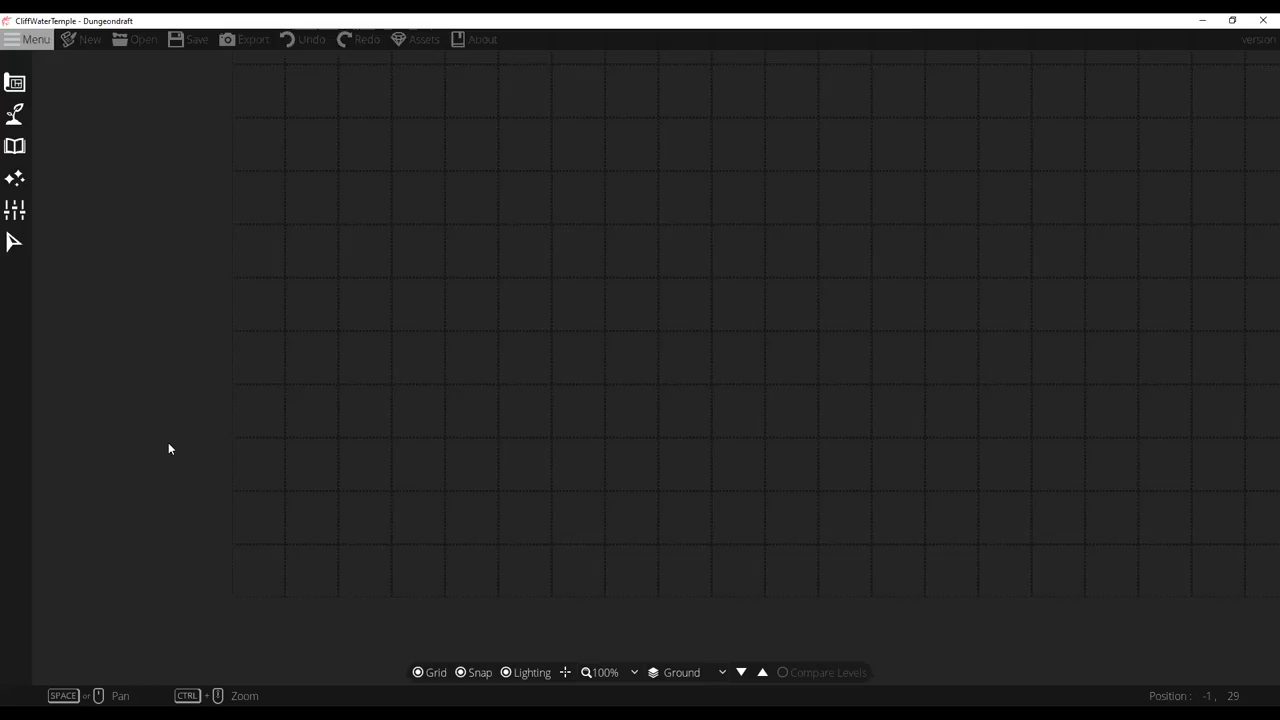 CliffWaterTemple - Dungeondraft
Menu New Open Save Export Undo Redo Assets About version
Grid Snap Lighting 100% Ground Compare Levels
SPACE or Pan CTRL + Zoom Position : -1 , 29